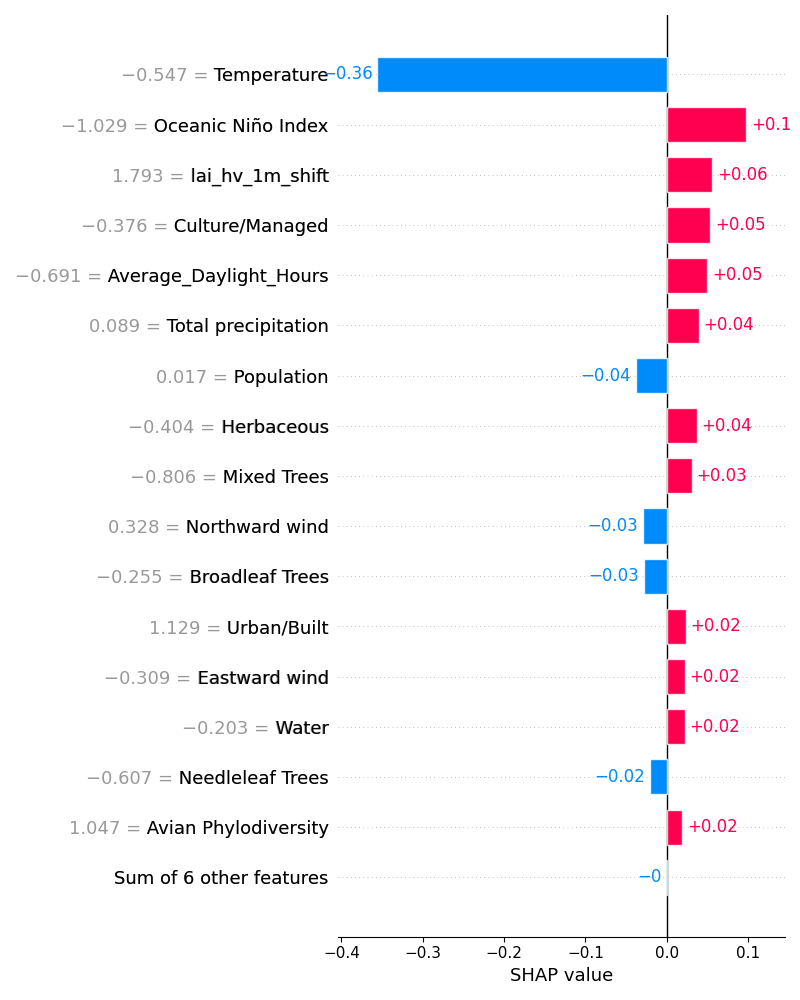 −0.547 = Temperature −0.36
−1.029 = Oceanic Niño Index +0.1
1.793 = lai_hv_1m_shift +0.06
−0.376 = Culture/Managed +0.05
−0.691 = Average_Daylight_Hours +0.05
0.089 = Total precipitation +0.04
0.017 = Population −0.04
−0.404 = Herbaceous +0.04
−0.806 = Mixed Trees +0.03
0.328 = Northward wind −0.03
−0.255 = Broadleaf Trees −0.03
1.129 = Urban/Built +0.02
−0.309 = Eastward wind +0.02
−0.203 = Water +0.02
−0.607 = Needleleaf Trees −0.02
1.047 = Avian Phylodiversity +0.02
Sum of 6 other features −0
−0.4 −0.3 −0.2 −0.1 0.0 0.1
SHAP value